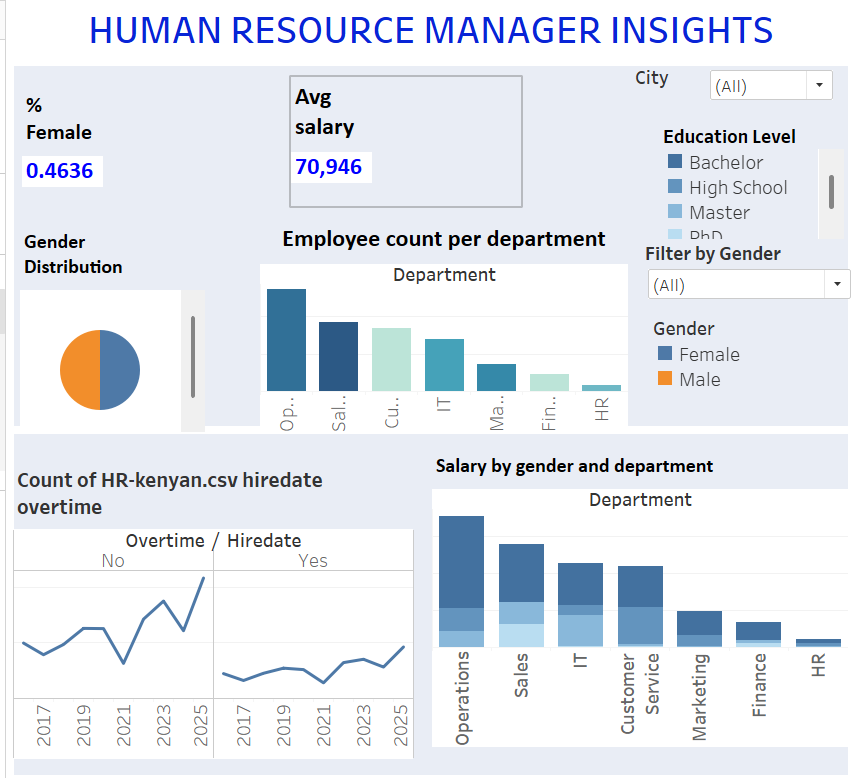 HUMAN RESOURCE MANAGER INSIGHTS
%
Female
0.4636
Avg
salary
70,946
City
(All)
Education Level
Bachelor
High School
Master
PhD
Filter by Gender
(All)
Gender
Female
Male
Gender
Distribution
Employee count per department
Department
Op..
Sal..
Cu..
IT
Ma..
Fin..
HR
Count of HR-kenyan.csv hiredate
overtime
Overtime / Hiredate
No
Yes
2017
2019
2021
2023
2025
2017
2019
2021
2023
2025
Salary by gender and department
Department
Operations
Sales
IT
Customer
Service
Marketing
Finance
HR